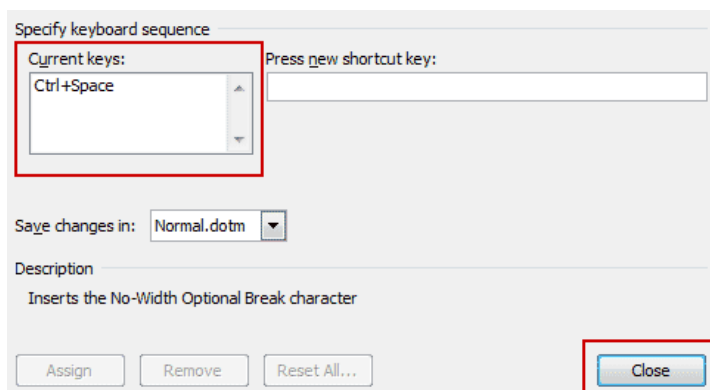 Specify keyboard sequence
Current keys:
Press new shortcut key:
Ctrl+Space
Save changes in:
Normal.dotm
Description
Inserts the No-Width Optional Break character
Assign
Remove
Reset All...
Close